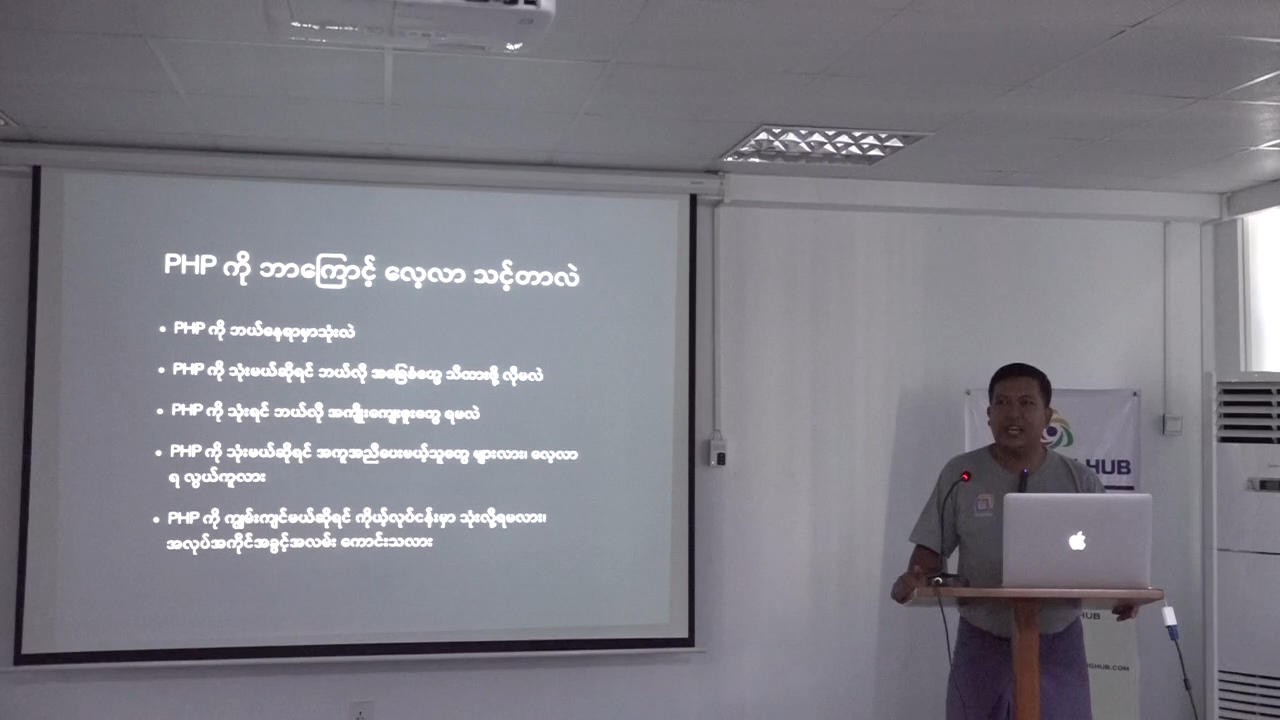 PHP ကို ဘာကြောင့် လေ့လာ သင့်တာလဲ
• PHP ကို ဘယ်နေရာမှာသုံးလဲ
• PHP ကို သုံးမယ်ဆိုရင် ဘယ်လို အခြေခံတွေ သိထားဖို့ လိုမလဲ
• PHP ကို သုံးရင် ဘယ်လို အကျိုးကျေးဇူးတွေ ရမလဲ
• PHP ကို သုံးမယ်ဆိုရင် အကူအညီပေးမယ့်သူတွေ များလား၊ လေ့လာ
ရ လွယ်ကူလား
• PHP ကို ကျွမ်းကျင်မယ်ဆိုရင် ကိုယ့်လုပ်ငန်းမှာ သုံးလို့ရမလား၊
အလုပ်အကိုင်အခွင့်အလမ်း ကောင်းသလား
HUB
HUB
GHUB.COM